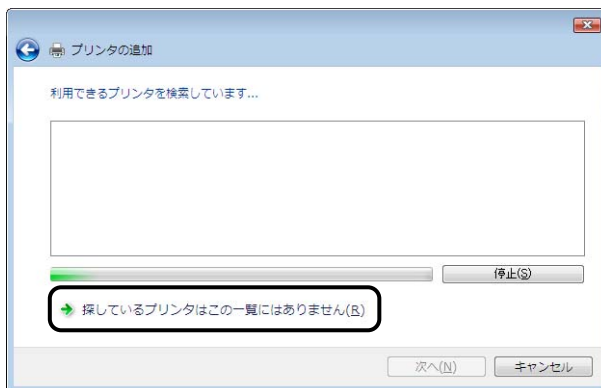 プリンタの追加
利用できるプリンタを検索しています...
停止(S)
探しているプリンタはこの一覧にはありません(R)
次へ(N)
キャンセル